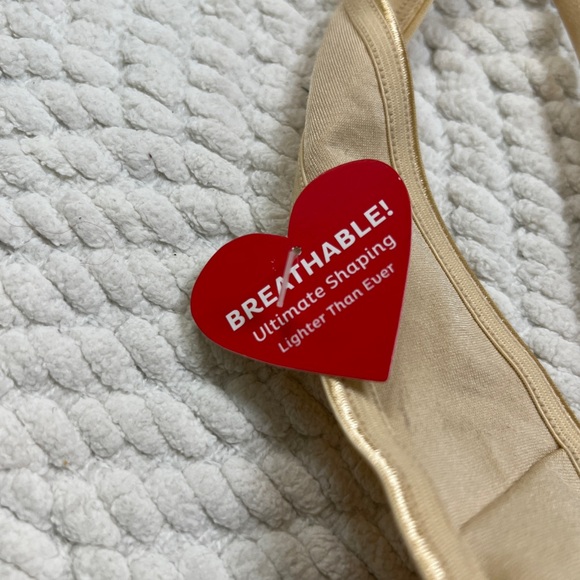 BREATHABLE!
Ultimate Shaping
Lighter Than Ever